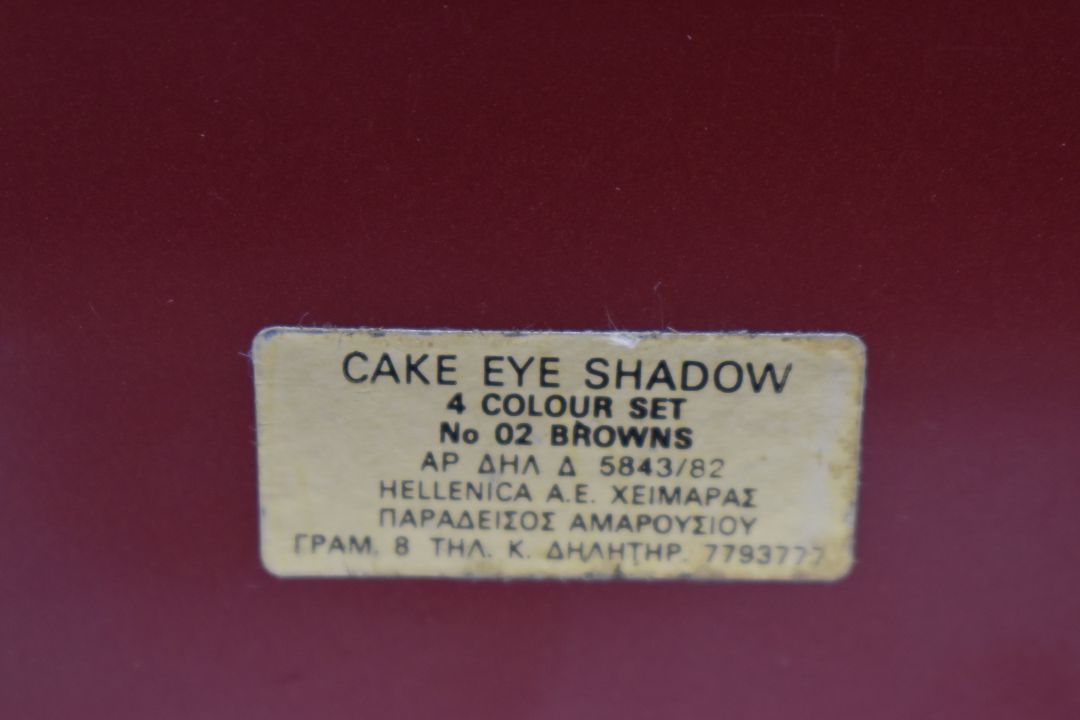 CAKE EYE SHADOW
4 COLOUR SET
No 02 BROWNS
ΑΡ ΔΗΛ Δ 5843/82
HELLENICA A.E. ΧΕΙΜΑΡΑΣ
ΠΑΡΑΔΕΙΣΟΣ ΑΜΑΡΟΥΣΙΟΥ
ΓΡΑΜ. 8 ΤΗΛ. Κ. ΔΗΛΗΤΗΡ. 7793777